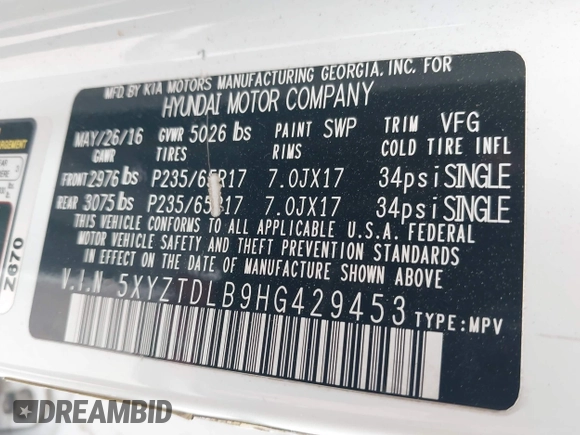 MFD. BY KIA MOTORS MANUFACTURING GEORGIA, INC. FOR
HYUNDAI MOTOR COMPANY
MAY/26/16 GVWR 5026 lbs PAINT SWP TRIM VFG
GAWR TIRES RIMS COLD TIRE INFL
FRONT 2976 lbs P235/65R17 7.0JX17 34psi SINGLE
REAR 3075 lbs P235/65R17 7.0JX17 34psi SINGLE
THIS VEHICLE CONFORMS TO ALL APPLICABLE U.S.A. FEDERAL
MOTOR VEHICLE SAFETY AND THEFT PREVENTION STANDARDS
IN EFFECT ON THE DATE OF MANUFACTURE SHOWN ABOVE.
V.I.N 5XYZTDLB9HG429453 TYPE: MPV
Z670
DREAMBID